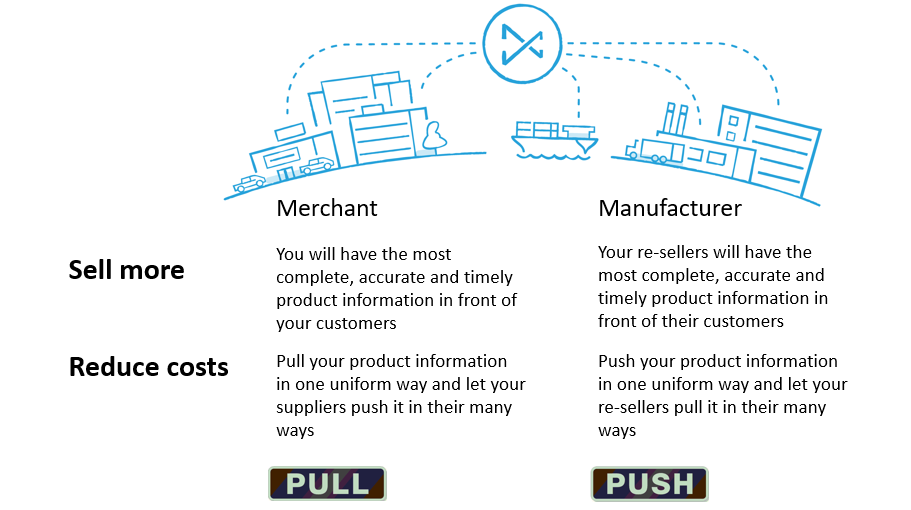 Merchant
Manufacturer
Sell more
You will have the most
complete, accurate and timely
product information in front of
your customers
Your re-sellers will have the
most complete, accurate and
timely product information in
front of their customers
Reduce costs
Pull your product information
in one uniform way and let your
suppliers push it in their many
ways
Push your product information
in one uniform way and let your
re-sellers pull it in their many
ways
PULL
PUSH